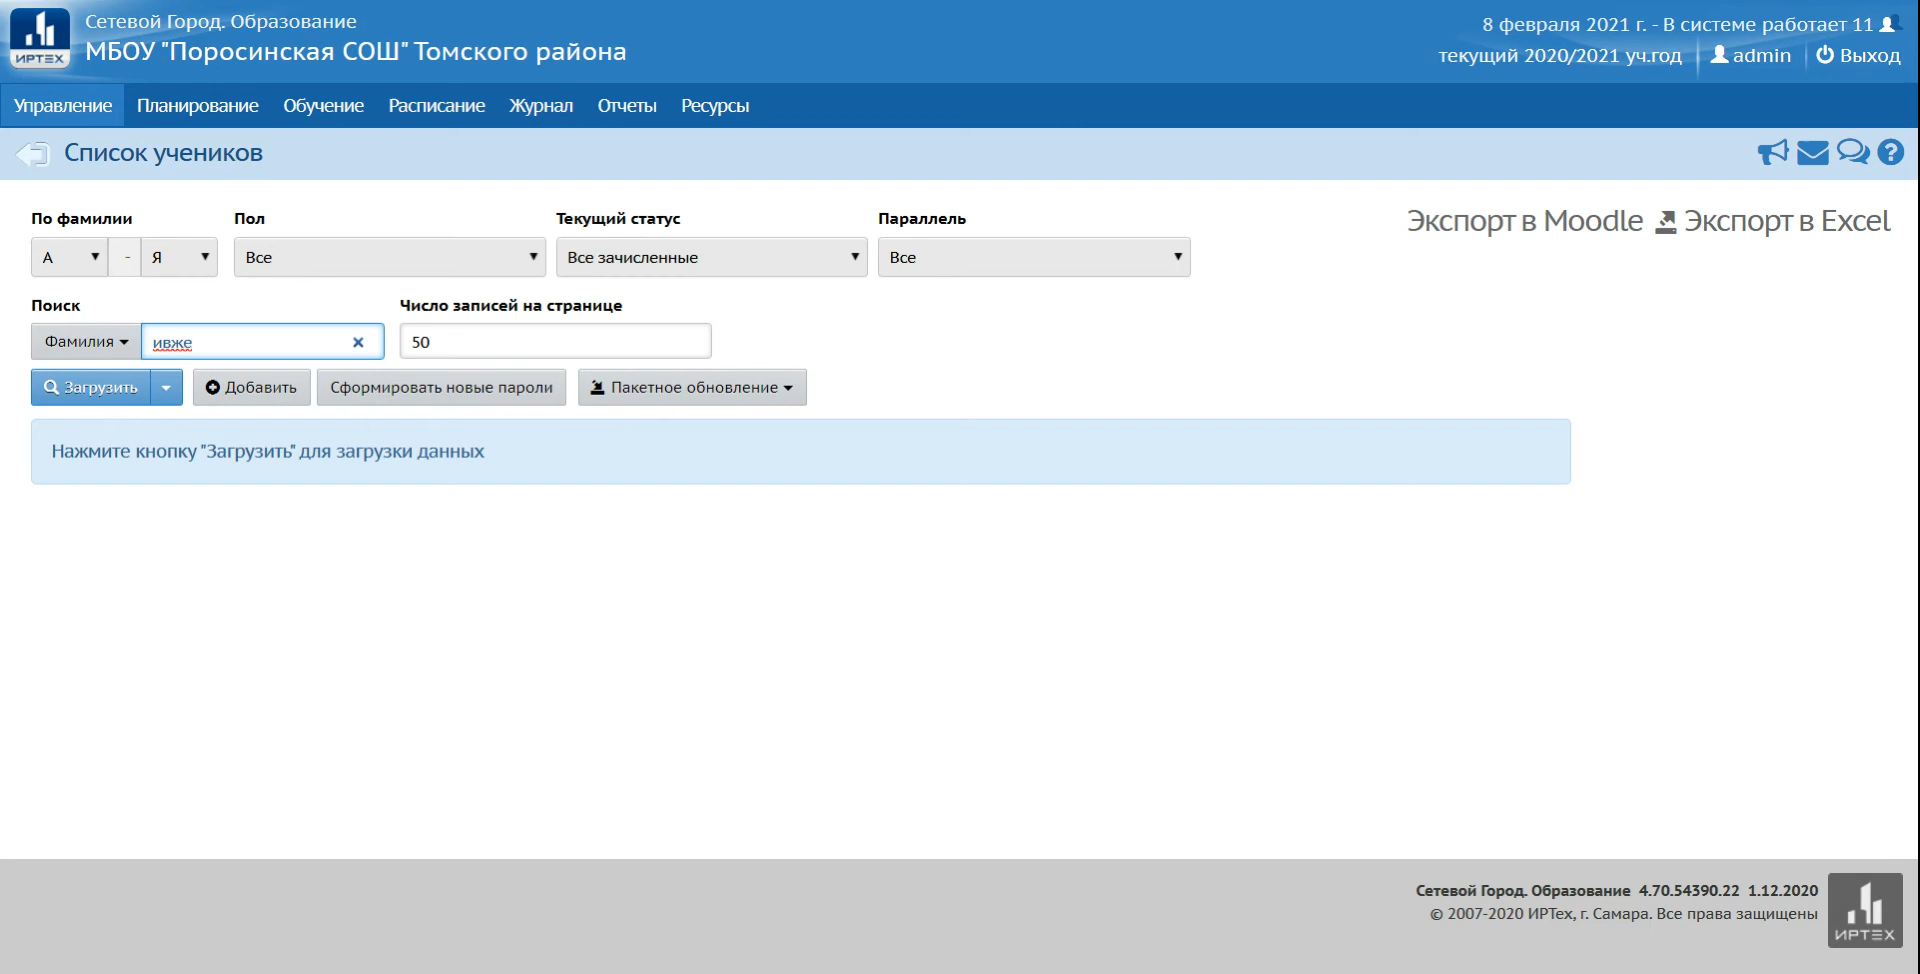 Сетевой Город. Образование
МБОУ "Поросинская СОШ" Томского района
8 февраля 2021 г. - В системе работает 11
текущий 2020/2021 уч.год admin Выход
ИРТЕХ
Управление Планирование Обучение Расписание Журнал Отчеты Ресурсы
Список учеников
По фамилии Пол Текущий статус Параллель
Экспорт в Moodle Экспорт в Excel
А - Я Все Все зачисленные Все
Поиск Число записей на странице
Фамилия ивже 50
Загрузить Добавить Сформировать новые пароли Пакетное обновление
Нажмите кнопку "Загрузить" для загрузки данных
Сетевой Город. Образование 4.70.54390.22 1.12.2020
© 2007-2020 ИРТех, г. Самара. Все права защищены
ИРТЕХ